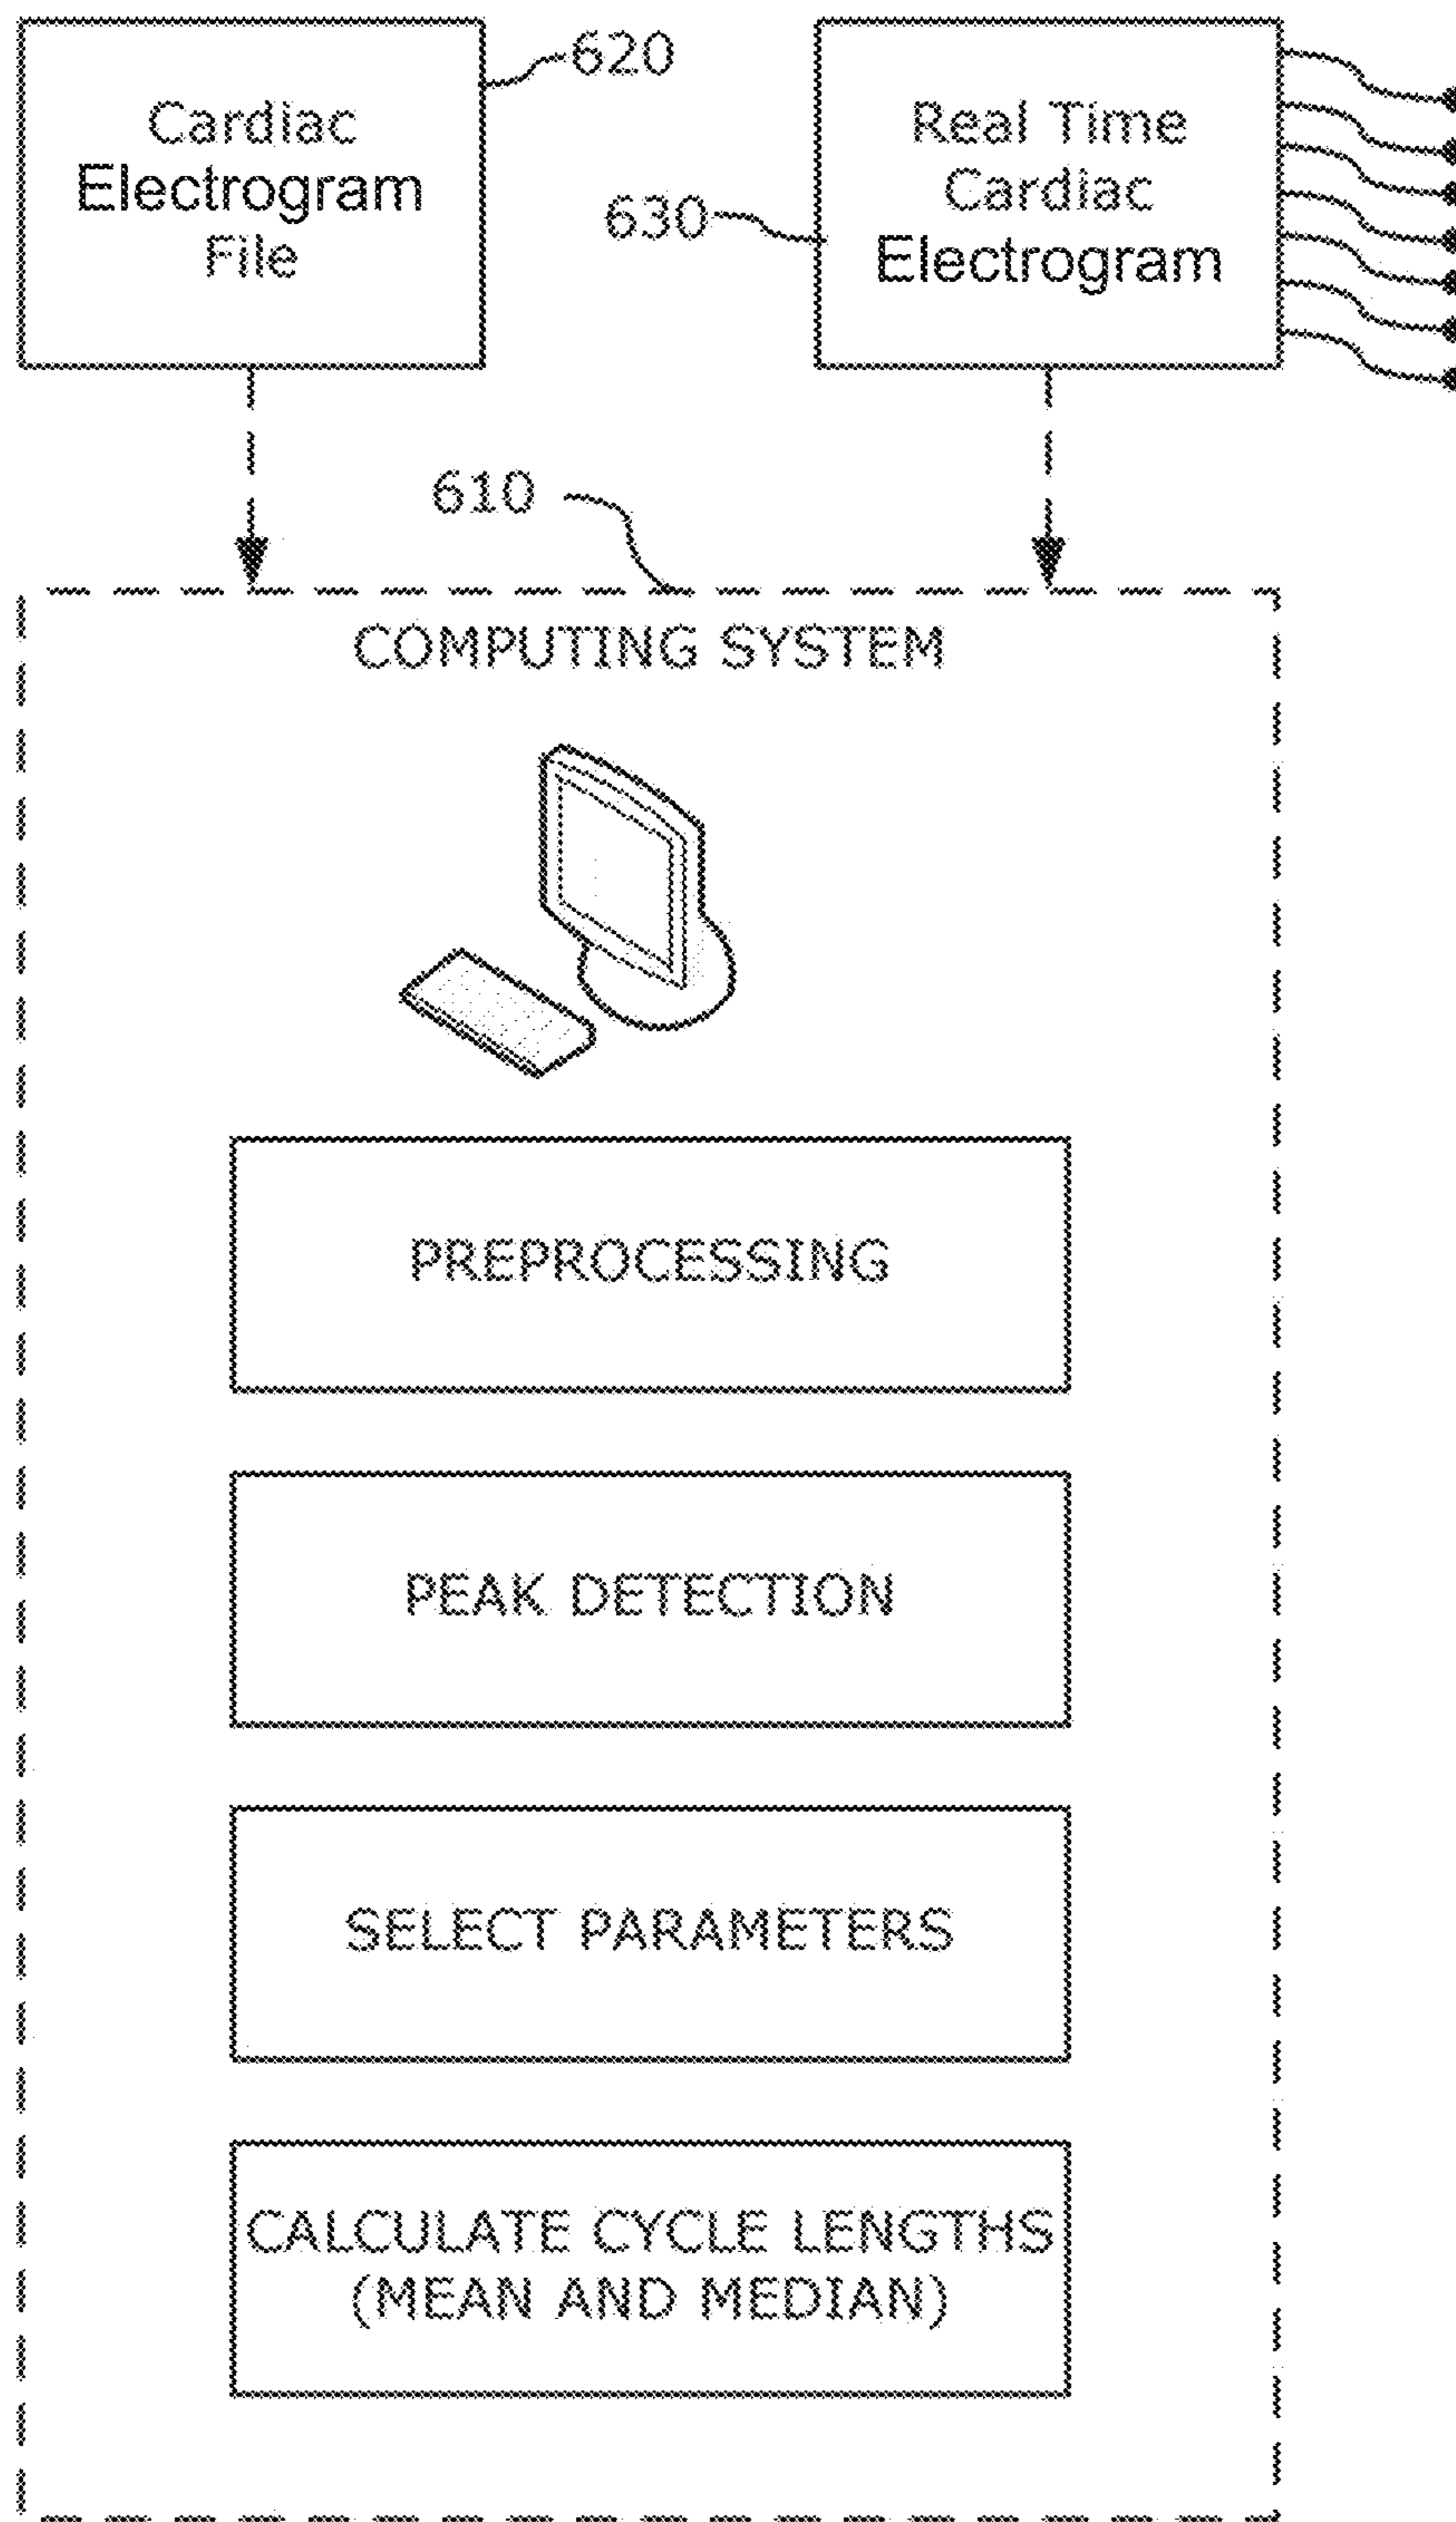 Cardiac
Electrogram
File
620
Real Time
Cardiac
Electrogram
630
610
COMPUTING SYSTEM
PREPROCESSING
PEAK DETECTION
SELECT PARAMETERS
CALCULATE CYCLE LENGTHS
(MEAN AND MEDIAN)